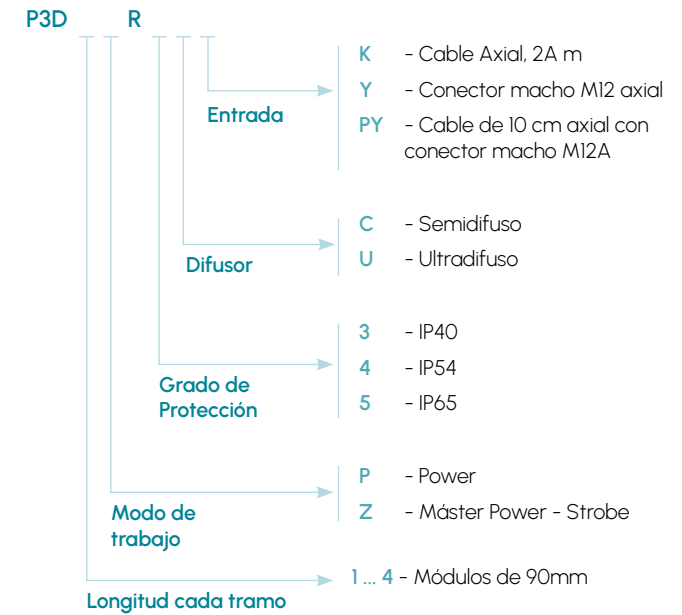 P3D R
K - Cable Axial, 2A m
Y - Conector macho M12 axial
Entrada
PY - Cable de 10 cm axial con
conector macho M12A
C - Semidifuso
U - Ultradifuso
Difusor
3 - IP40
4 - IP54
5 - IP65
Grado de
Protección
P - Power
Z - Máster Power - Strobe
Modo de
trabajo
1 ... 4 - Módulos de 90mm
Longitud cada tramo